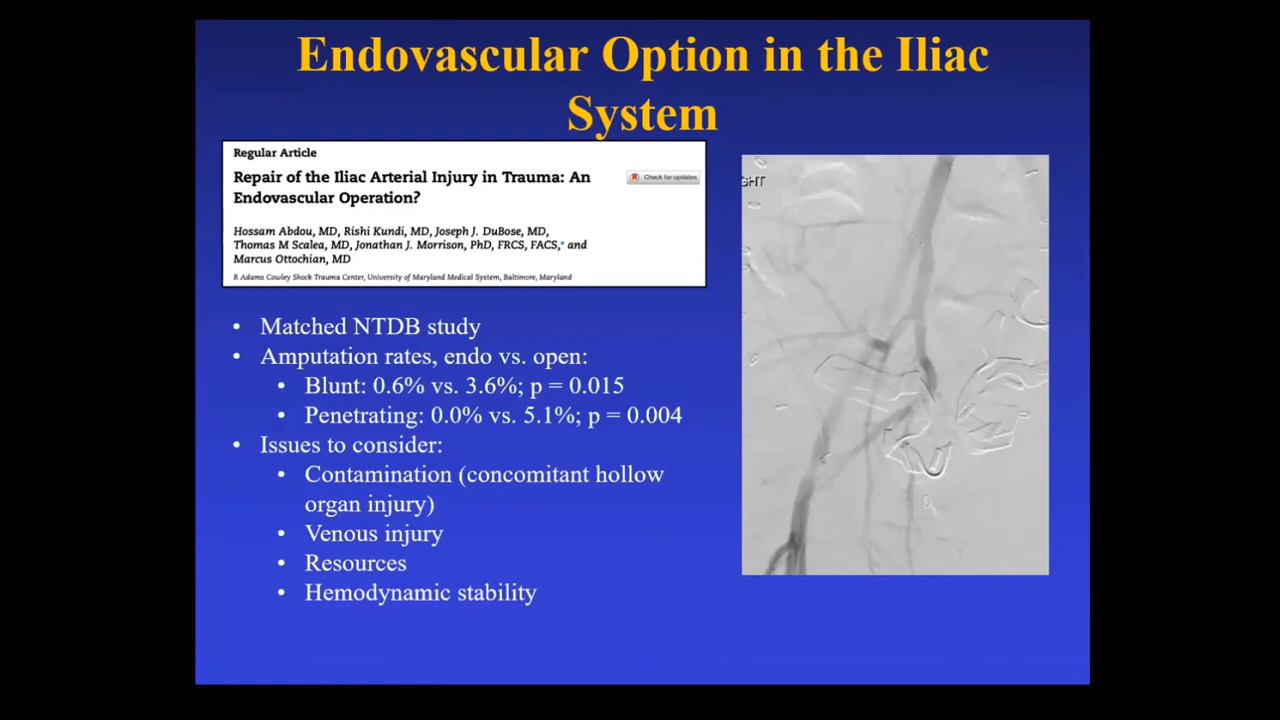 Endovascular Option in the Iliac
System
Regular Article
Repair of the Iliac Arterial Injury in Trauma: An
Endovascular Operation?
Check for updates
Hossam Abdou, MD, Rishi Kundi, MD, Joseph J. DuBose, MD,
Thomas M Scalea, MD, Jonathan J. Morrison, PhD, FRCS, FACS,* and
Marcus Ottochian, MD
R Adams Cowley Shock Trauma Center, University of Maryland Medical System, Baltimore, Maryland
• Matched NTDB study
• Amputation rates, endo vs. open:
• Blunt: 0.6% vs. 3.6%; p = 0.015
• Penetrating: 0.0% vs. 5.1%; p = 0.004
• Issues to consider:
• Contamination (concomitant hollow
organ injury)
• Venous injury
• Resources
• Hemodynamic stability
GHT